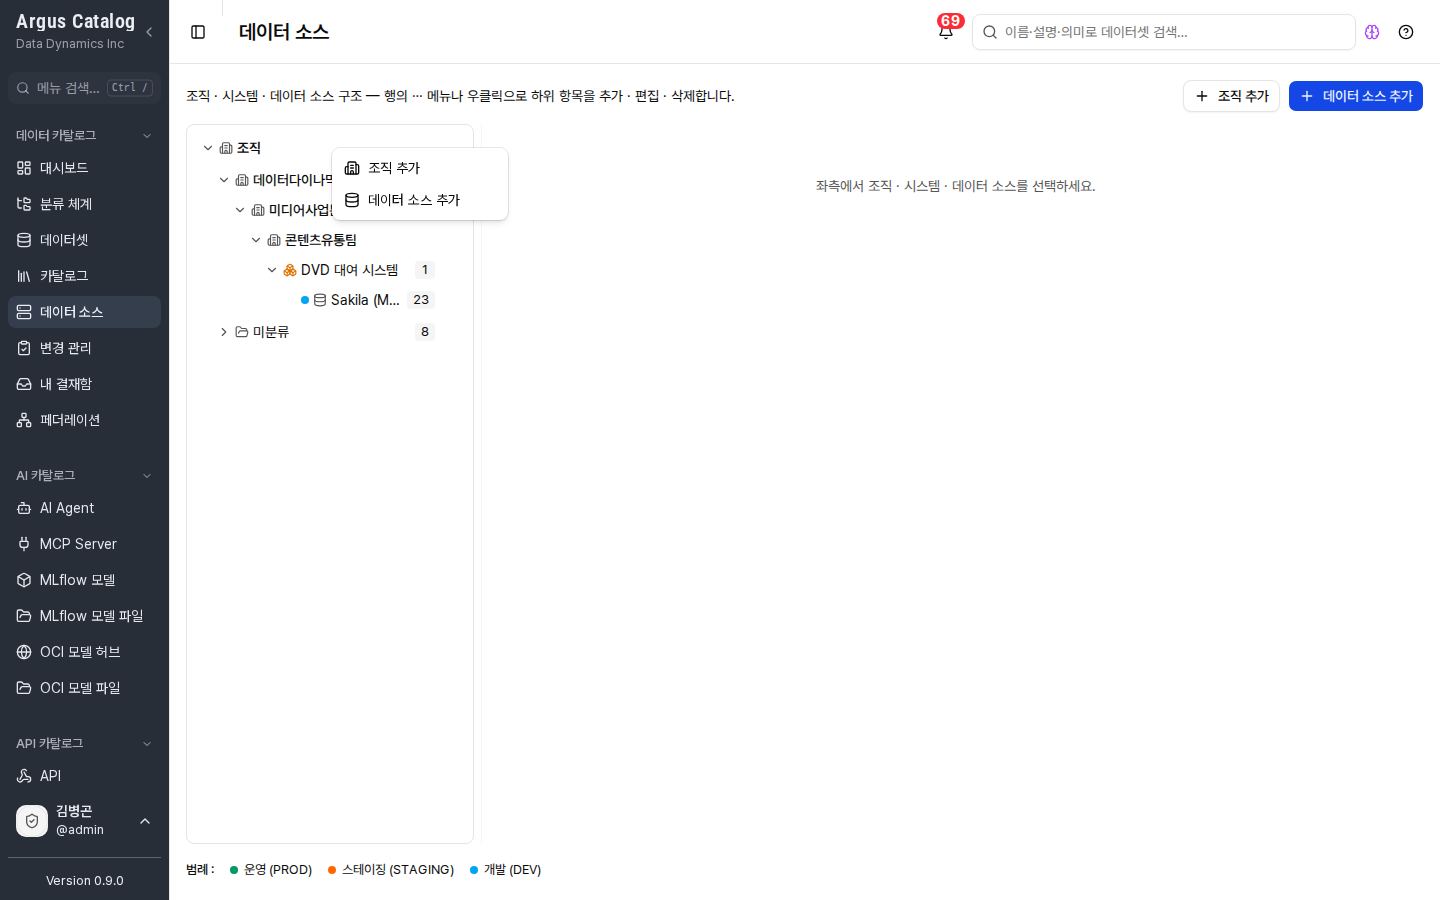 Argus Catalog
Data Dynamics Inc
메뉴 검색... Ctrl /
데이터 카탈로그
대시보드
분류 체계
데이터셋
카탈로그
데이터 소스
변경 관리
내 결재함
페더레이션
AI 카탈로그
AI Agent
MCP Server
MLflow 모델
MLflow 모델 파일
OCI 모델 허브
OCI 모델 파일
API 카탈로그
API
김병곤
@admin
Version 0.9.0
데이터 소스
69
이름·설명·의미로 데이터셋 검색...
조직 · 시스템 · 데이터 소스 구조 — 행의 ⋯ 메뉴나 우클릭으로 하위 항목을 추가 · 편집 · 삭제합니다.
조직 추가
데이터 소스 추가
조직
데이터다이나믹
미디어사업
콘텐츠유통팀
DVD 대여 시스템 1
Sakila (M... 23
미분류 8
조직 추가
데이터 소스 추가
좌측에서 조직 · 시스템 · 데이터 소스를 선택하세요.
범례 : 운영 (PROD) 스테이징 (STAGING) 개발 (DEV)